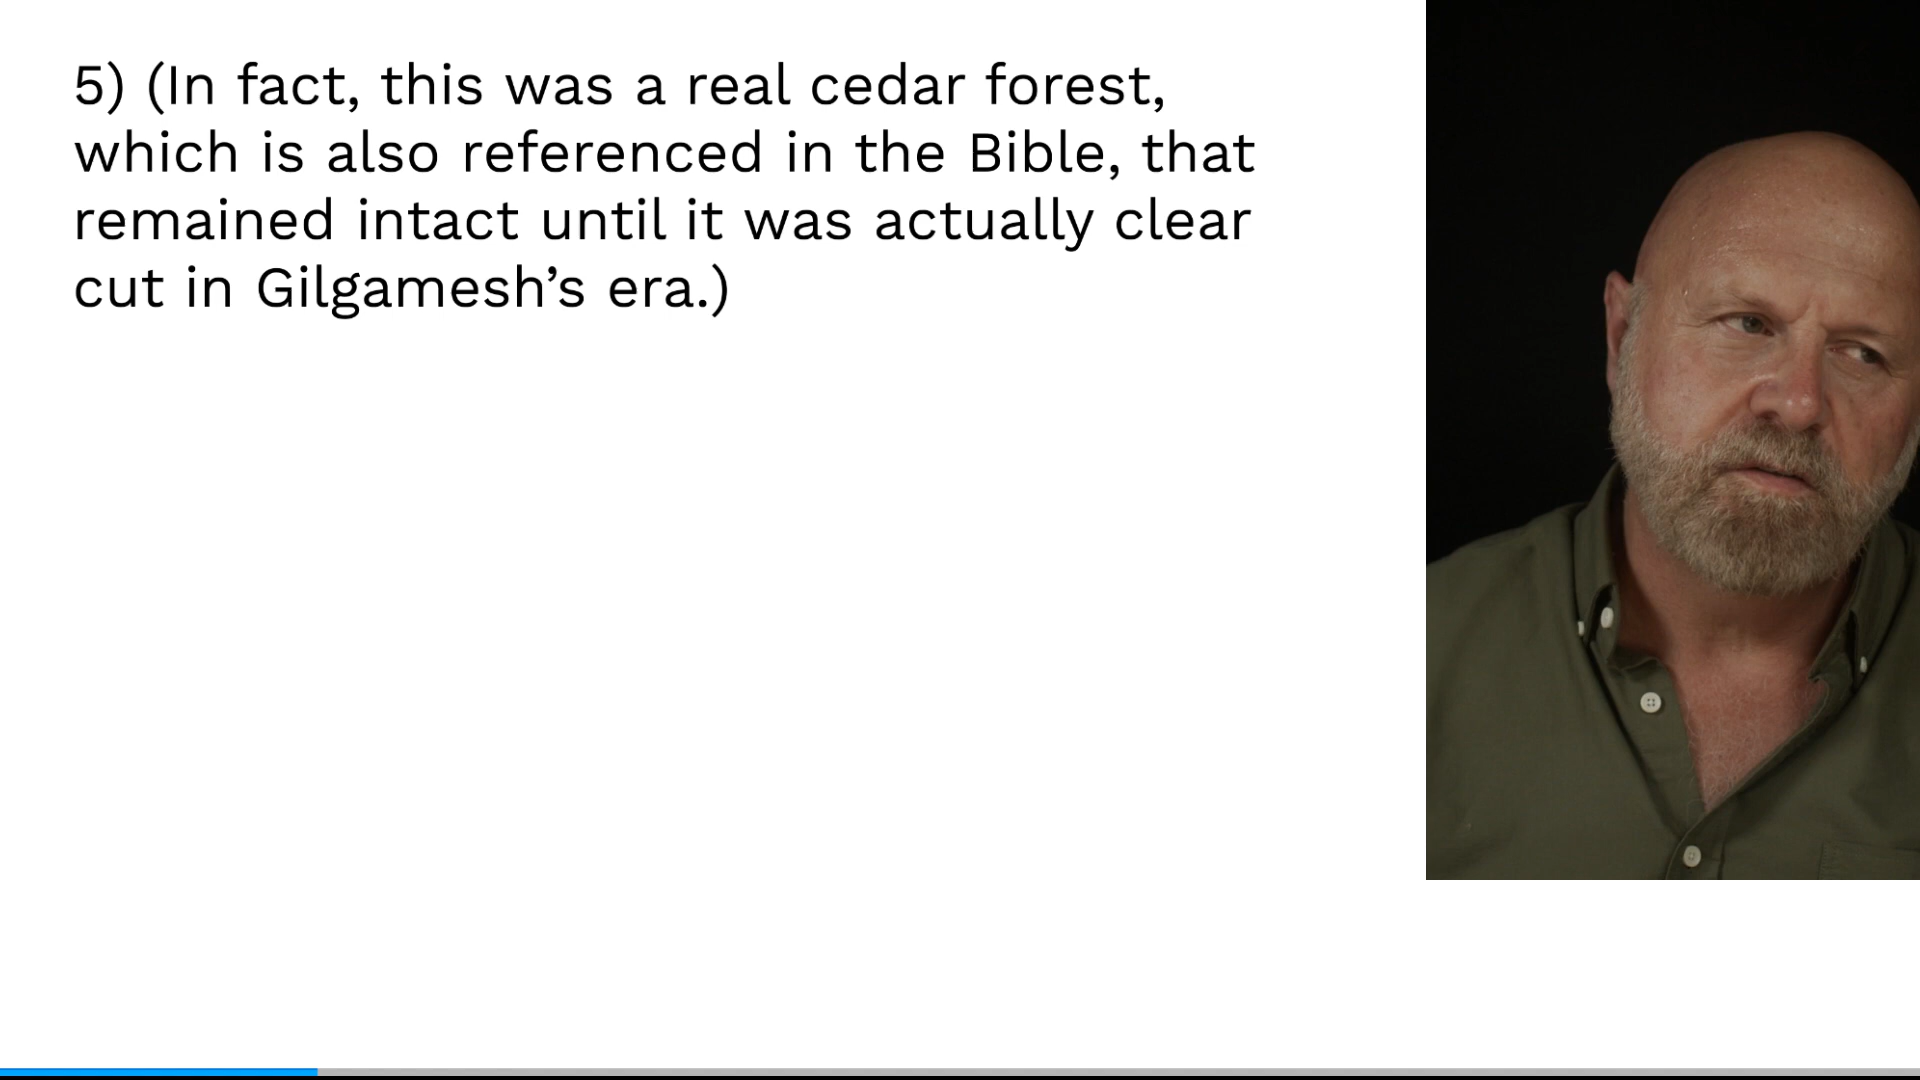 5) (In fact, this was a real cedar forest,
which is also referenced in the Bible, that
remained intact until it was actually clear
cut in Gilgamesh’s era.)